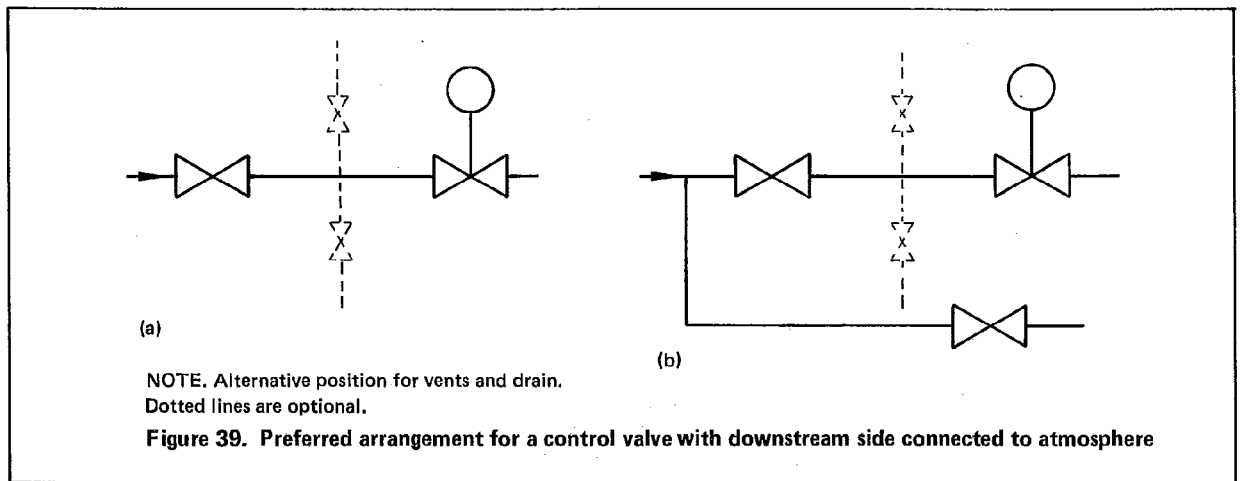 (a)
(b)
NOTE. Alternative position for vents and drain.
Dotted lines are optional.
Figure 39. Preferred arrangement for a control valve with downstream side connected to atmosphere